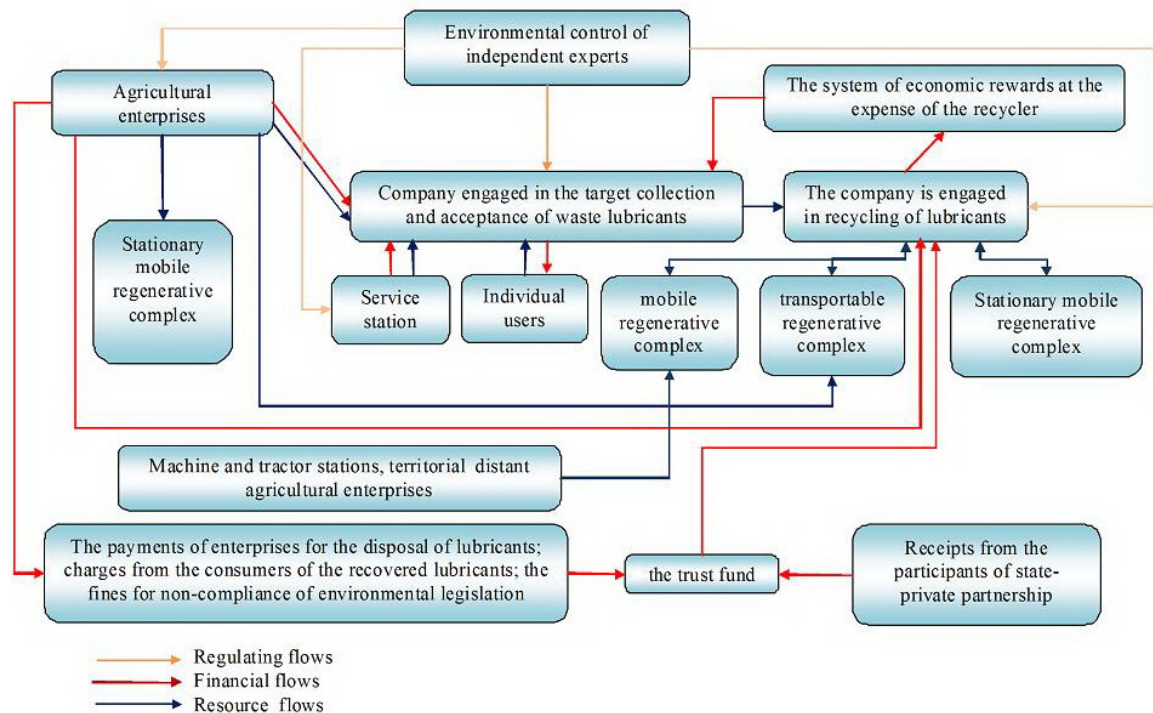 Environmental control of
independent experts
Agricultural
enterprises
The system of economic rewards at the
expense of the recycler
Company engaged in the target collection
and acceptance of waste lubricants
The company is engaged
in recycling of lubricants
Stationary
mobile
regenerative
complex
Service
station
Individual
users
mobile
regenerative
complex
transportable
regenerative
complex
Stationary mobile
regenerative
complex
Machine and tractor stations, territorial distant
agricultural enterprises
The payments of enterprises for the disposal of lubricants;
charges from the consumers of the recovered lubricants; the
fines for non-compliance of environmental legislation
the trust fund
Receipts from the
participants of state-
private partnership
Regulating flows
Financial flows
Resource flows